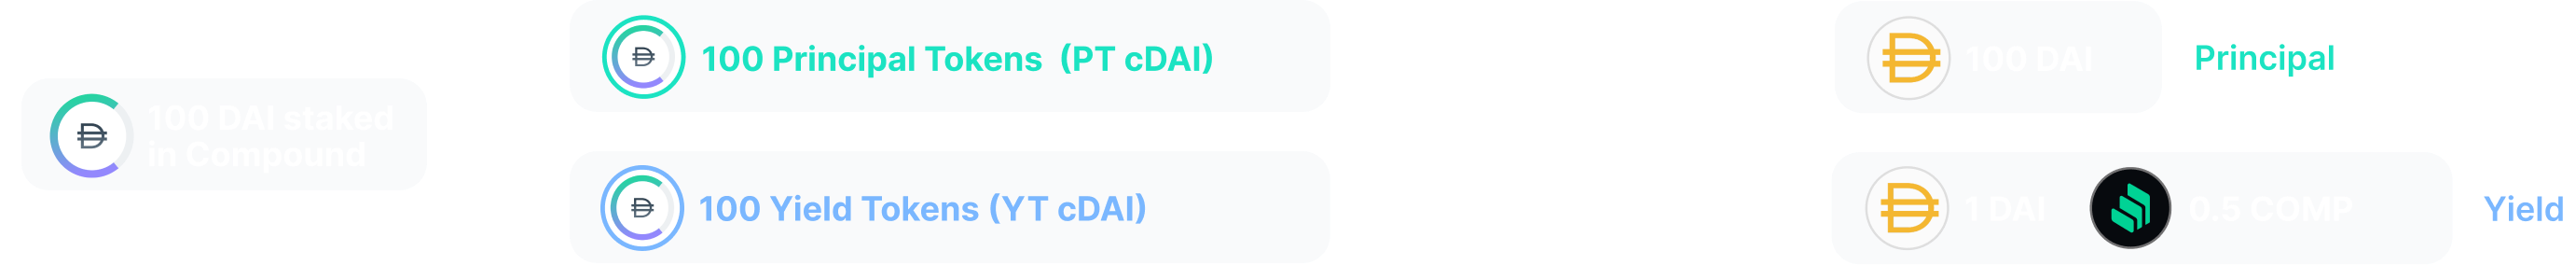 100 DAI staked
in Compound
100 Principal Tokens (PT cDAI)
100 Yield Tokens (YT cDAI)
100 DAI
Principal
1 DAI
0.5 COMP
Yield